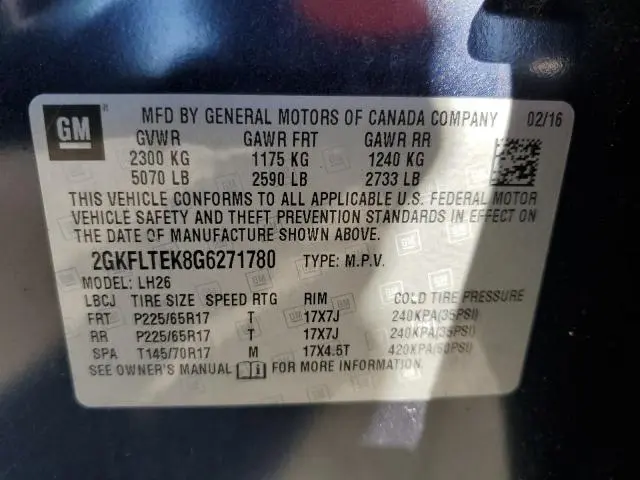 GM ® MFD BY GENERAL MOTORS OF CANADA COMPANY 02/16
GVWR GAWR FRT GAWR RR
2300 KG 1175 KG 1240 KG
5070 LB 2590 LB 2733 LB
THIS VEHICLE CONFORMS TO ALL APPLICABLE U.S. FEDERAL MOTOR
VEHICLE SAFETY AND THEFT PREVENTION STANDARDS IN EFFECT ON
THE DATE OF MANUFACTURE SHOWN ABOVE.
2GKFLTEK8G6271780 TYPE: M.P.V.
MODEL: LH26
LBCJ TIRE SIZE SPEED RTG RIM COLD TIRE PRESSURE
FRT P225/65R17 T 17X7J 240KPA(35PSI)
RR P225/65R17 T 17X7J 240KPA(35PSI)
SPA T145/70R17 M 17X4.5T 420KPA(60PSI)
SEE OWNER'S MANUAL FOR MORE INFORMATION.